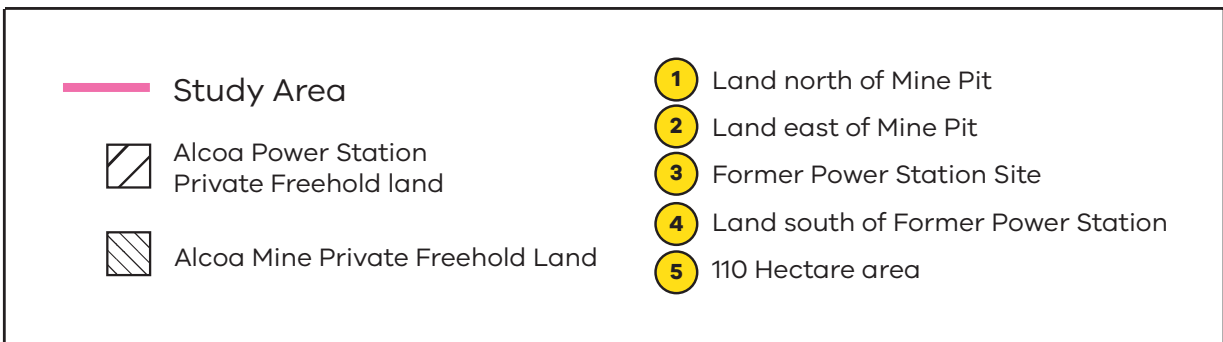 Study Area
Alcoa Power Station
Private Freehold land
Alcoa Mine Private Freehold Land
1 Land north of Mine Pit
2 Land east of Mine Pit
3 Former Power Station Site
4 Land south of Former Power Station
5 110 Hectare area